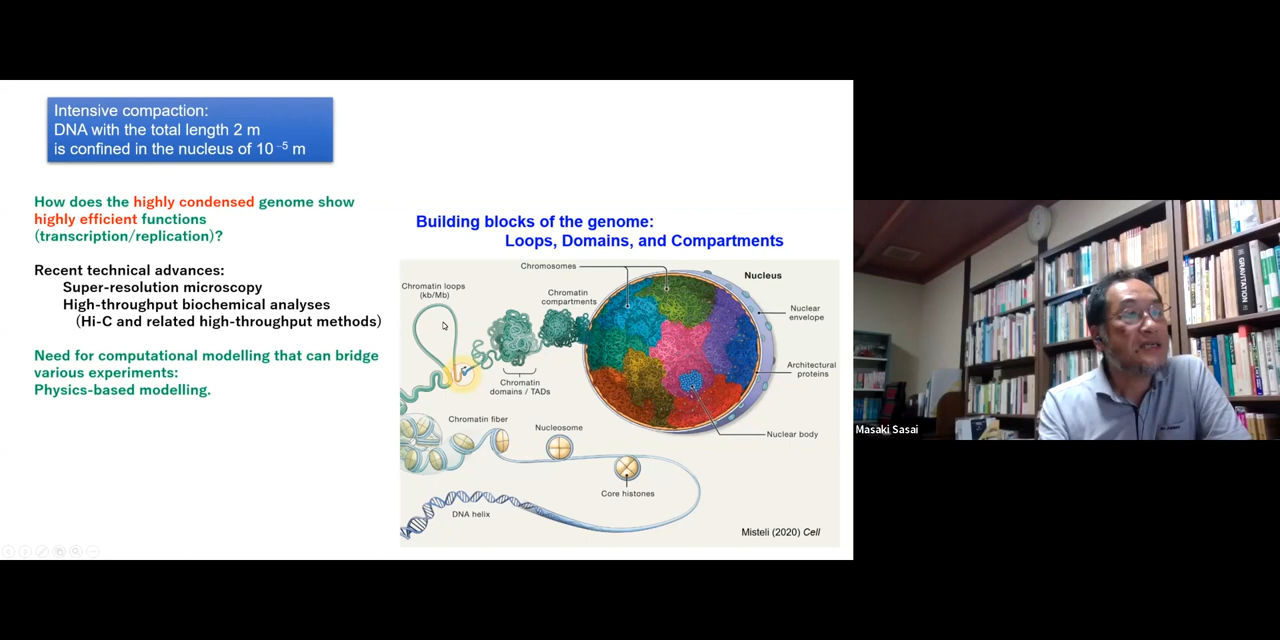 Intensive compaction:
DNA with the total length 2 m
is confined in the nucleus of 10⁻⁵ m
How does the highly condensed genome show
highly efficient functions
(transcription/replication)?
Recent technical advances:
Super-resolution microscopy
High-throughput biochemical analyses
(Hi-C and related high-throughput methods)
Need for computational modelling that can bridge
various experiments:
Physics-based modelling.
Building blocks of the genome:
Loops, Domains, and Compartments
Chromosomes
Nucleus
Chromatin loops
(kb/Mb)
Chromatin
compartments
Nuclear
envelope
Architectural
proteins
Chromatin
domains / TADs
Chromatin fiber
Nucleosome
Nuclear body
Core histones
DNA helix
Misteli (2020) Cell
GRAVITATION
Masaki Sasai